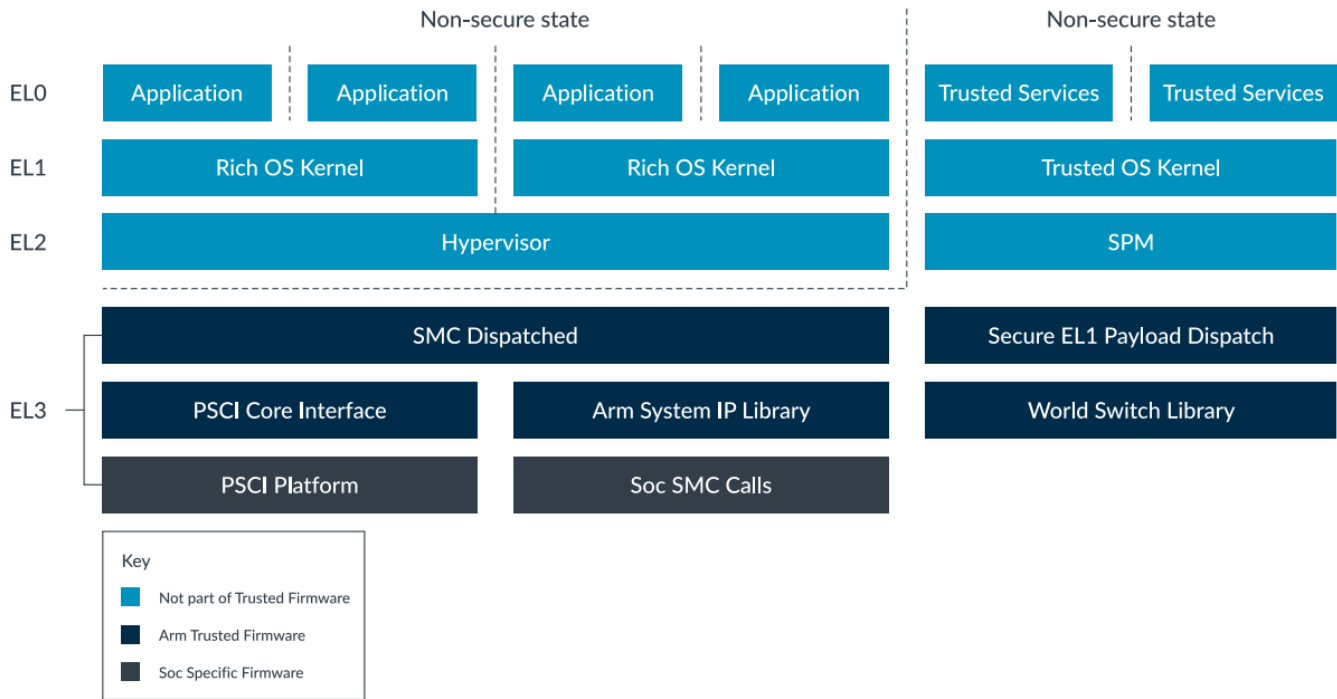 Non-secure state
Non-secure state
EL0
Application
Application
Application
Application
Trusted Services
Trusted Services
EL1
Rich OS Kernel
Rich OS Kernel
Trusted OS Kernel
EL2
Hypervisor
SPM
SMC Dispatched
Secure EL1 Payload Dispatch
EL3
PSCI Core Interface
Arm System IP Library
World Switch Library
PSCI Platform
Soc SMC Calls
Key
Not part of Trusted Firmware
Arm Trusted Firmware
Soc Specific Firmware